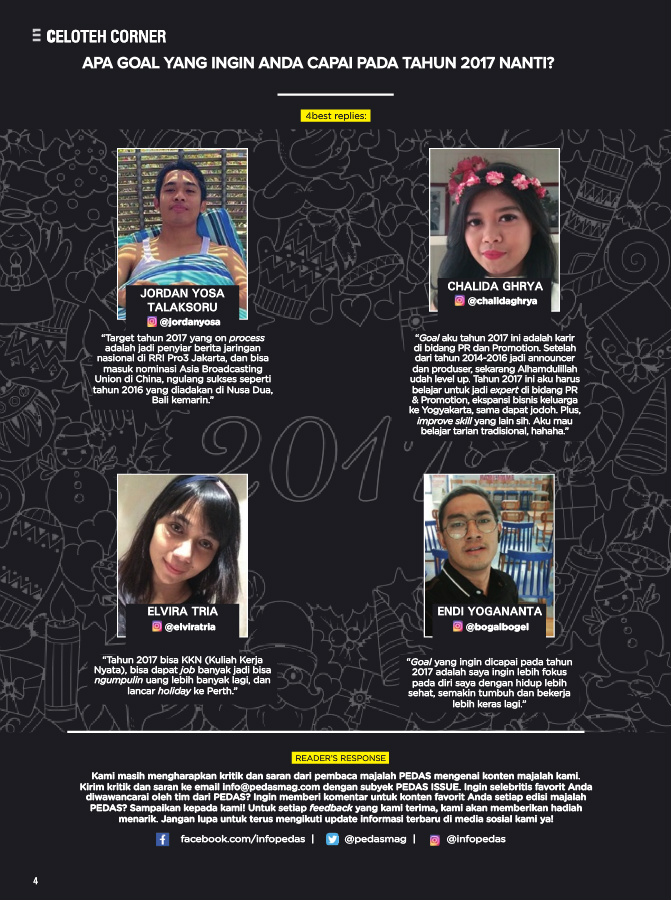 CELOTEH CORNER
APA GOAL YANG INGIN ANDA CAPAI PADA TAHUN 2017 NANTI?
4best replies:
JORDAN YOSA
TALAKSORU
@jordanyosa
“Target tahun 2017 yang on process
adalah jadi penyiar berita jaringan
nasional di RRI Pro3 Jakarta, dan bisa
masuk nominasi Asia Broadcasting
Union di China, ngulang sukses seperti
tahun 2016 yang diadakan di Nusa Dua,
Bali kemarin.”
CHALIDA GHRYA
@chalidaghrya
“Goal aku tahun 2017 ini adalah karir
di bidang PR dan Promotion. Setelah
dari tahun 2014-2016 jadi announcer
dan produser, sekarang Alhamdulillah
udah level up. Tahun 2017 ini aku harus
belajar untuk jadi expert di bidang PR
& Promotion, ekspansi bisnis keluarga
ke Yogyakarta, sama dapat jodoh. Plus,
improve skill yang lain sih. Aku mau
belajar tarian tradisional, hahaha.”
2017
ELVIRA TRIA
@elviratria
“Tahun 2017 bisa KKN (Kuliah Kerja
Nyata), bisa dapat job banyak jadi bisa
ngumpulin uang lebih banyak lagi, dan
lancar holiday ke Perth.”
ENDI YOGANANTA
@bogalbogel
“Goal yang ingin dicapai pada tahun
2017 adalah saya ingin lebih fokus
pada diri saya dengan hidup lebih
sehat, semakin tumbuh dan bekerja
lebih keras lagi.”
READER'S RESPONSE
Kami masih mengharapkan kritik dan saran dari pembaca majalah PEDAS mengenai konten majalah kami.
Kirim kritik dan saran ke email info@pedasmag.com dengan subyek PEDAS ISSUE. Ingin selebritis favorit Anda
diwawancarai oleh tim dari PEDAS? Ingin memberi komentar untuk konten favorit Anda setiap edisi majalah
PEDAS? Sampaikan kepada kami! Untuk setiap feedback yang kami terima, kami akan memberikan hadiah
menarik. Jangan lupa untuk terus mengikuti update informasi terbaru di media sosial kami ya!
facebook.com/infopedas | @pedasmag | @infopedas
4